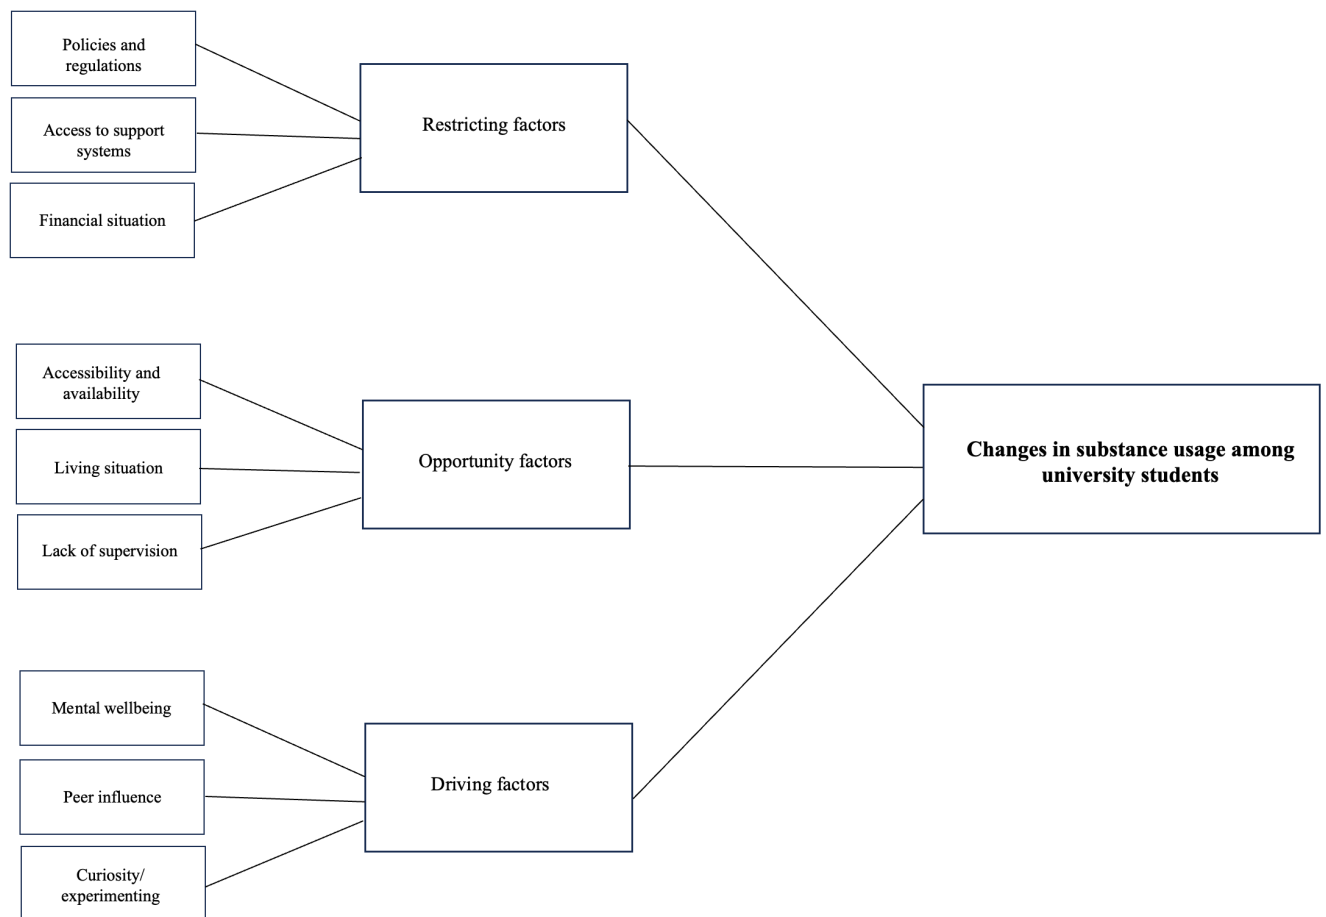 Policies and
regulations
Access to support
systems
Financial situation
Restricting factors
Accessibility and
availability
Living situation
Lack of supervision
Opportunity factors
Mental wellbeing
Peer influence
Curiosity/
experimenting
Driving factors
Changes in substance usage among
university students